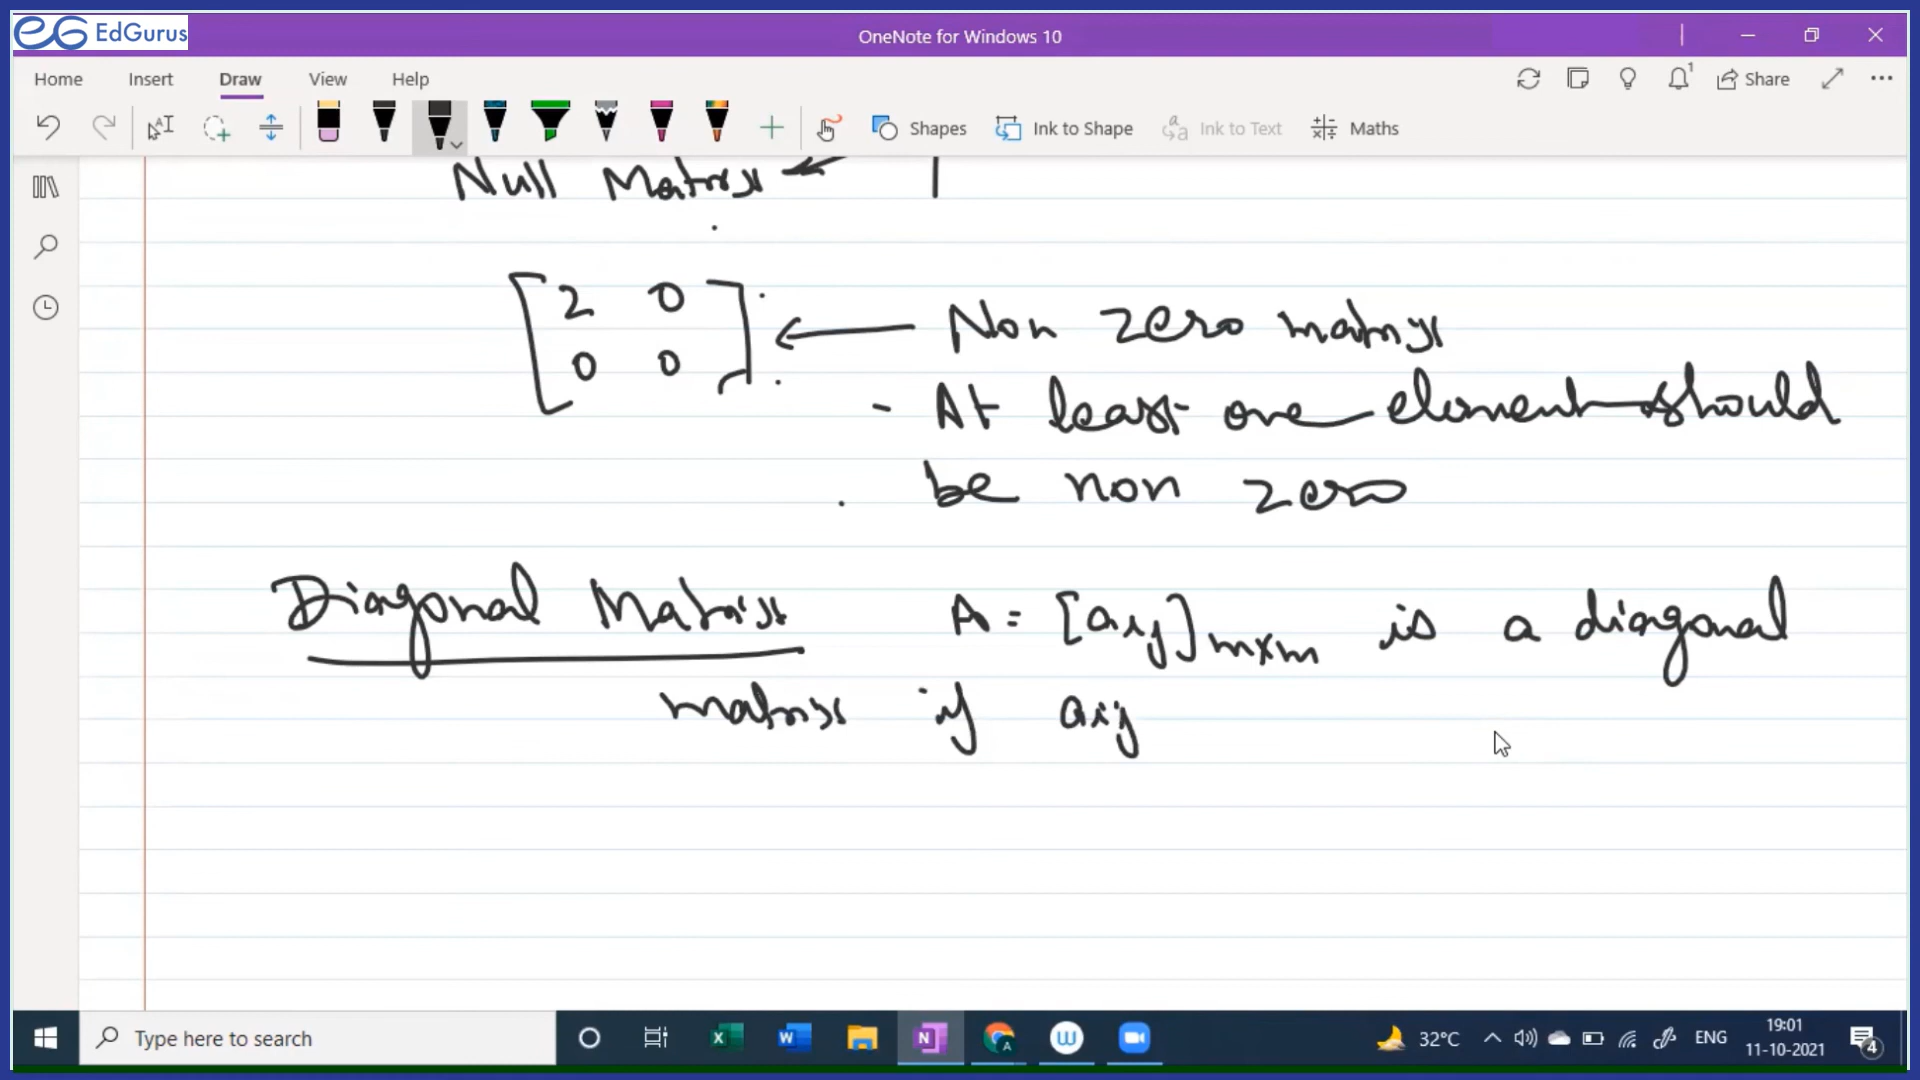 EdGurus
OneNote for Windows 10
Home Insert Draw View Help
1
Share
Shapes Ink to Shape Ink to Text Maths
Null Matrix
[2 0
0 0]
Non zero matrix
- At least one element should
be non zero
Diagonal Matrix A = [aij]m×m is a diagonal
matrix if aij
Type here to search
32°C
ENG
19:01
11-10-2021
4